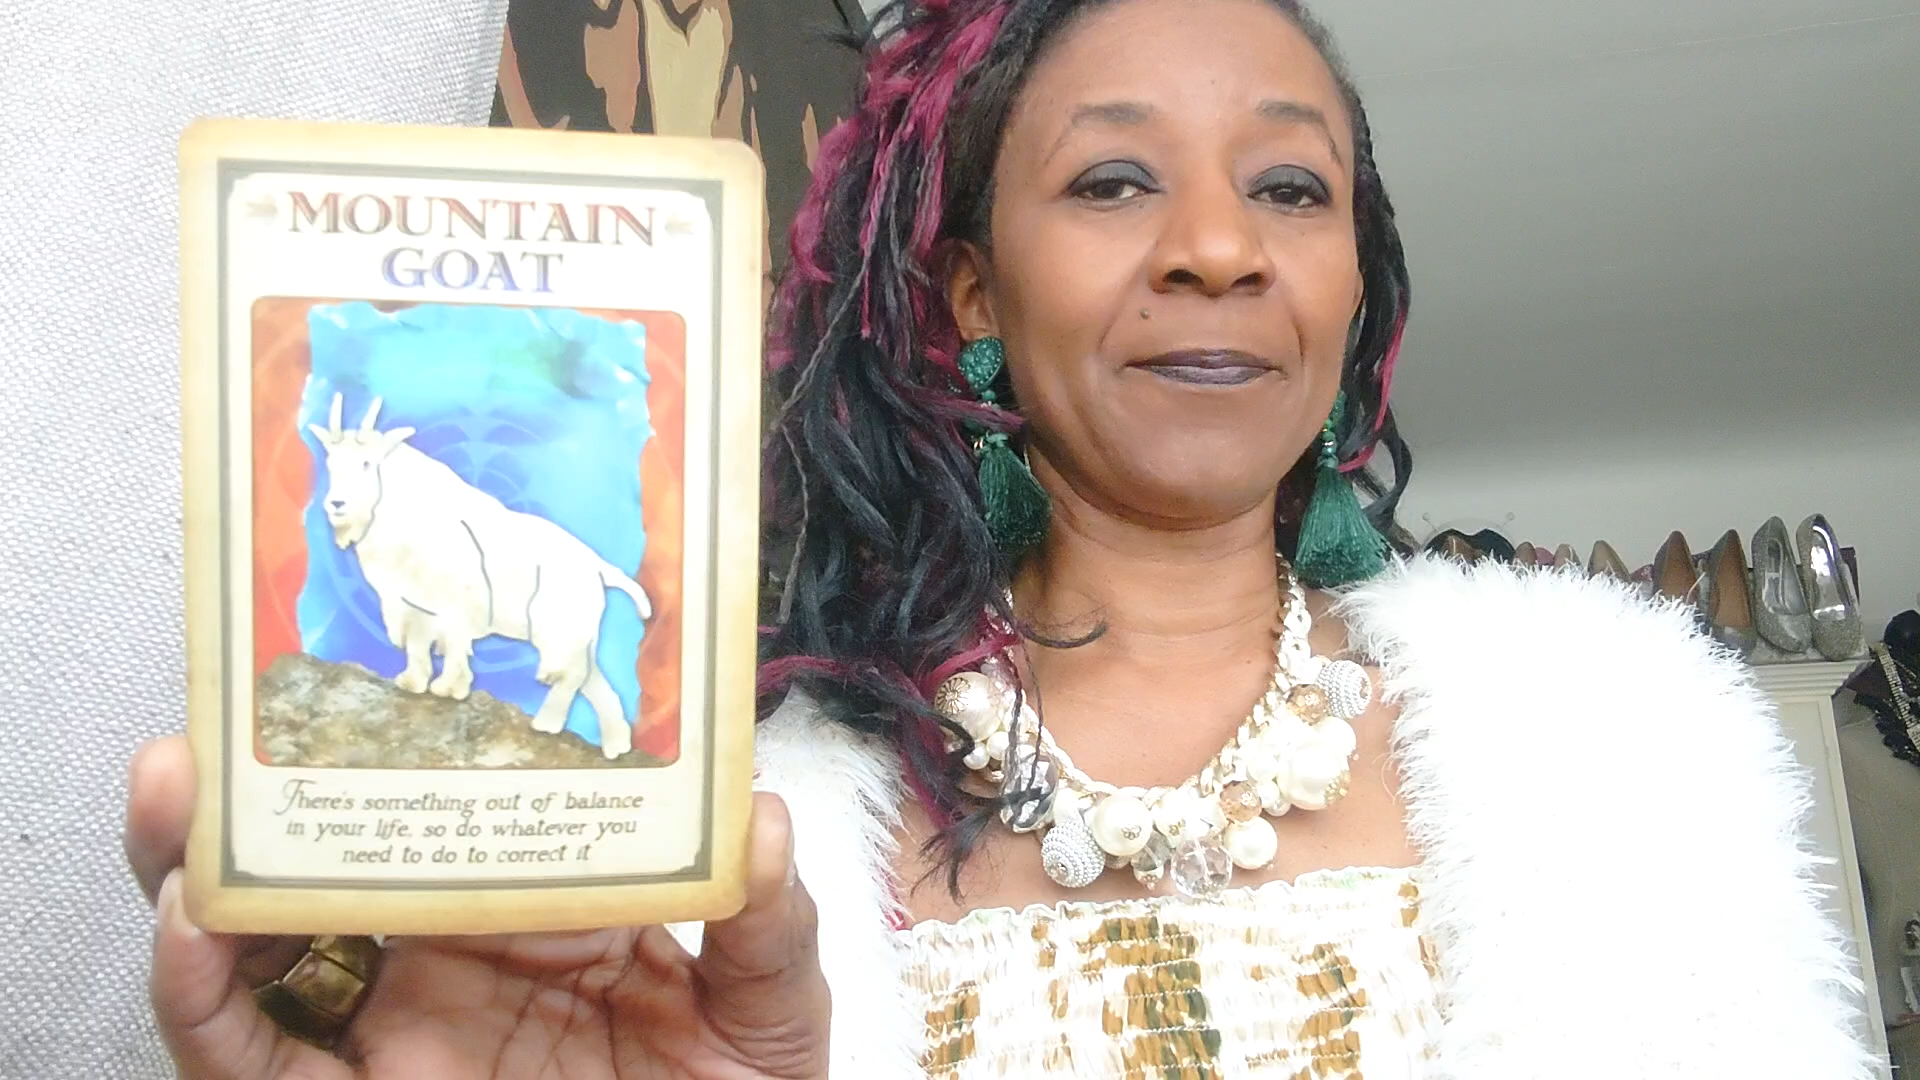 MOUNTAIN
GOAT
There's something out of balance
in your life, so do whatever you
need to do to correct it